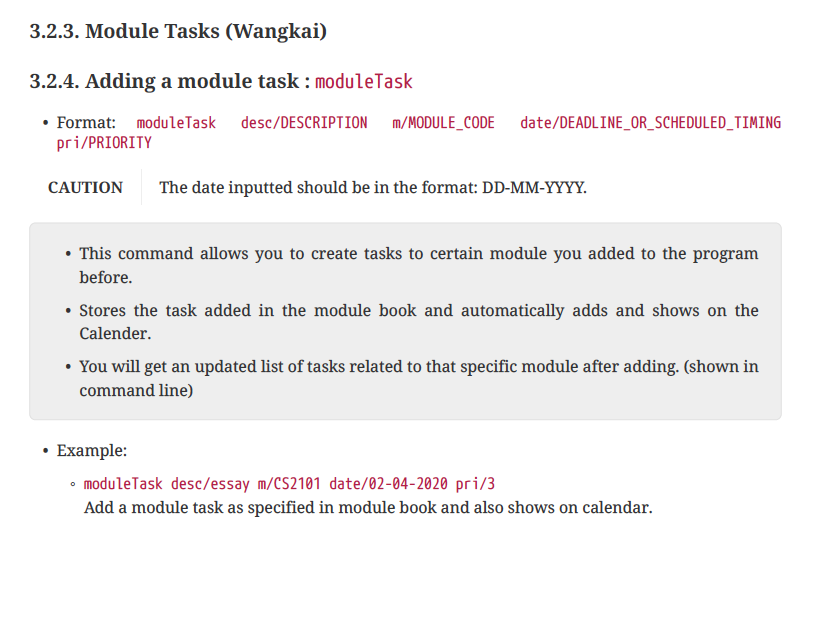 3.2.3. Module Tasks (Wangkai)
3.2.4. Adding a module task : moduleTask
• Format: moduleTask desc/DESCRIPTION m/MODULE_CODE date/DEADLINE_OR_SCHEDULED_TIMING
pri/PRIORITY
CAUTION The date inputted should be in the format: DD-MM-YYYY.
• This command allows you to create tasks to certain module you added to the program
before.
• Stores the task added in the module book and automatically adds and shows on the
Calender.
• You will get an updated list of tasks related to that specific module after adding. (shown in
command line)
• Example:
◦ moduleTask desc/essay m/CS2101 date/02-04-2020 pri/3
Add a module task as specified in module book and also shows on calendar.